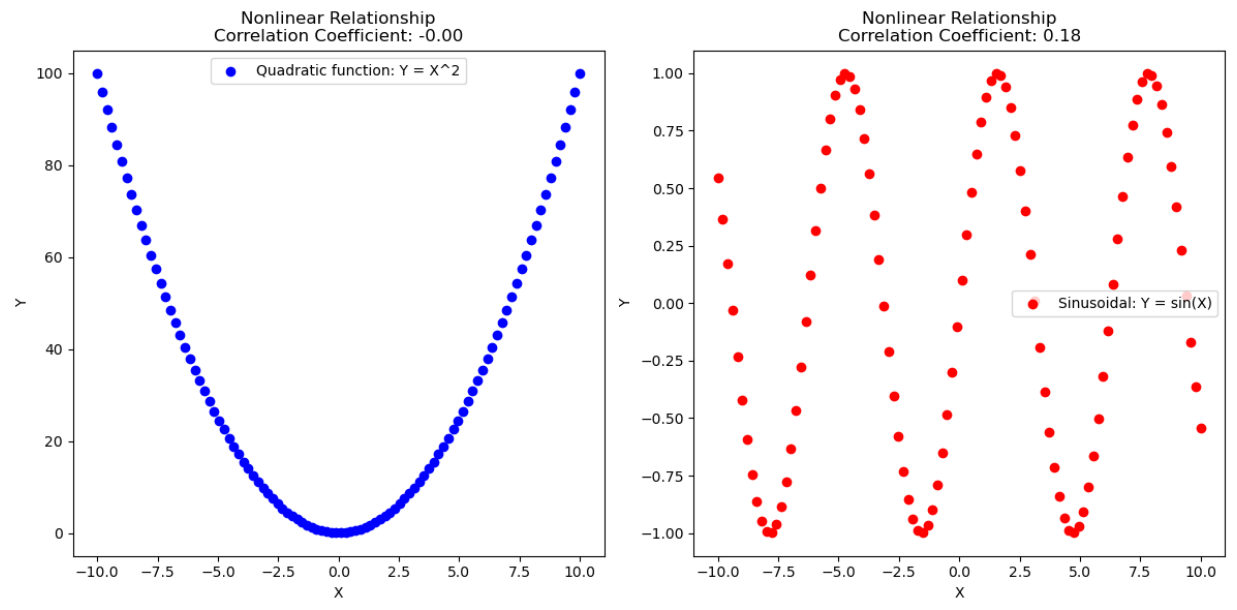 Nonlinear Relationship
Correlation Coefficient: -0.00
Quadratic function: Y = X^2
100
80
60
40
20
0
Y
−10.0 −7.5 −5.0 −2.5 0.0 2.5 5.0 7.5 10.0
X
Nonlinear Relationship
Correlation Coefficient: 0.18
1.00
0.75
0.50
0.25
0.00
−0.25
−0.50
−0.75
−1.00
Y
Sinusoidal: Y = sin(X)
−10.0 −7.5 −5.0 −2.5 0.0 2.5 5.0 7.5 10.0
X